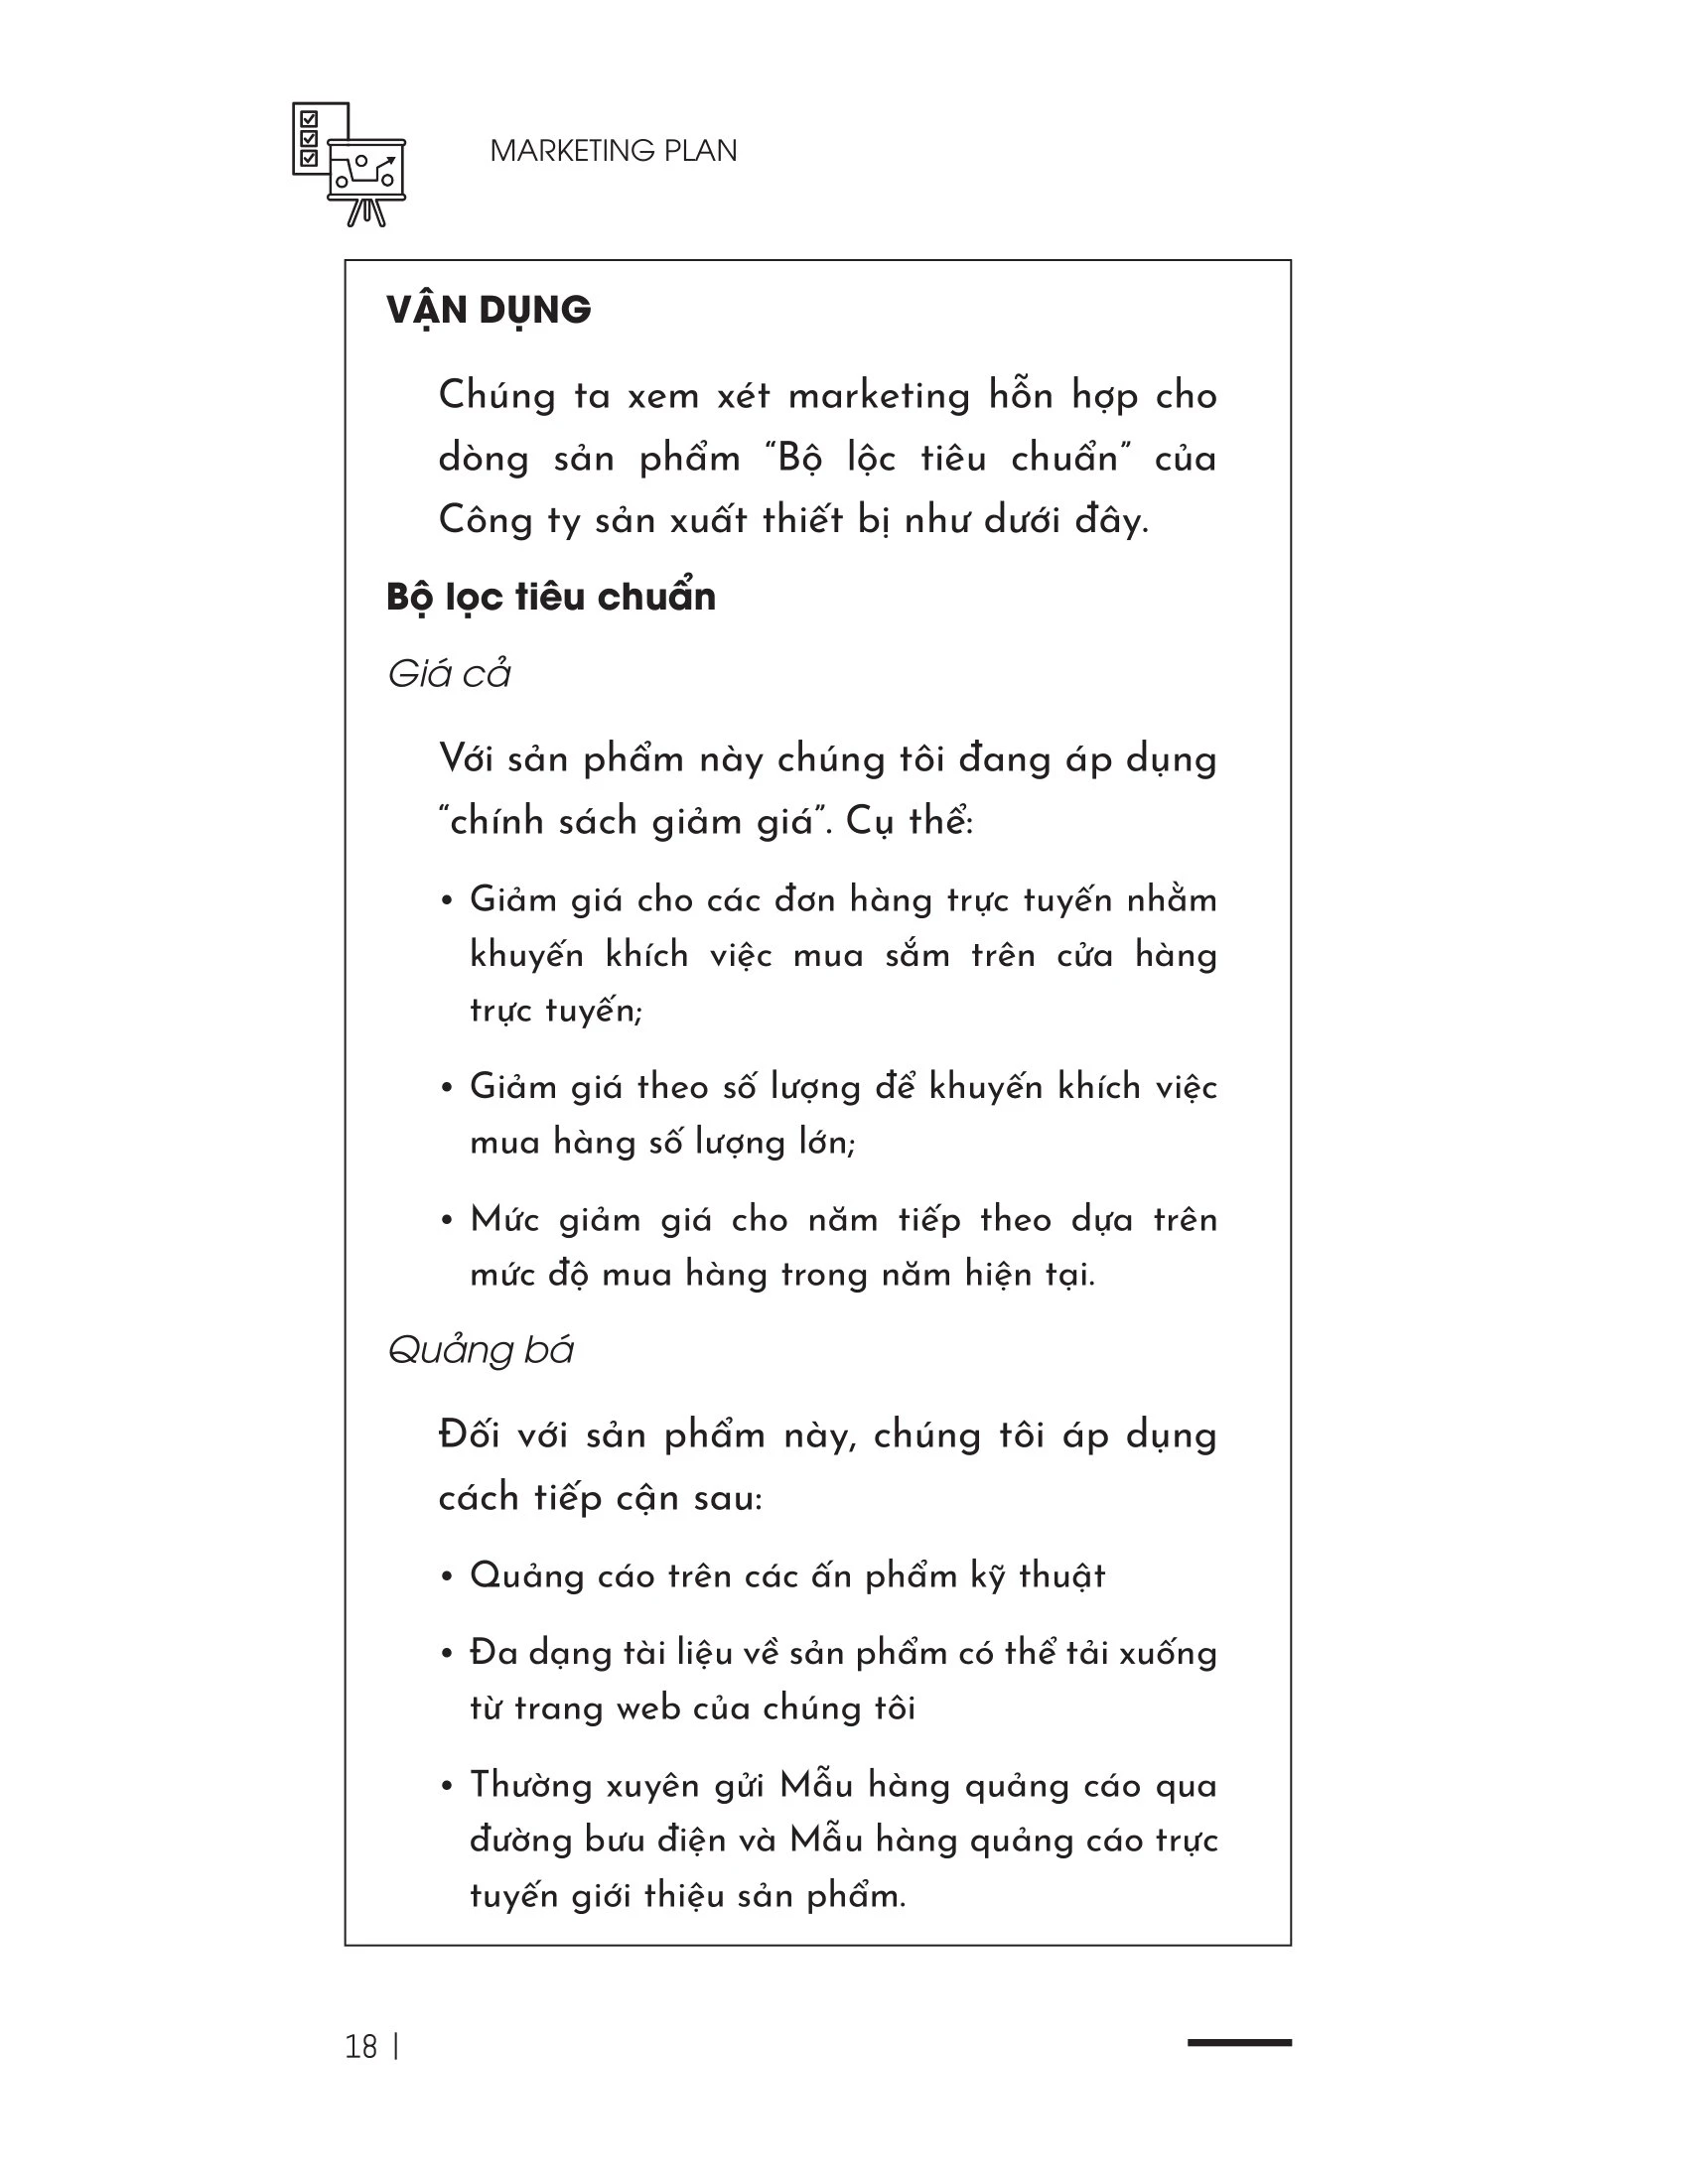 MARKETING PLAN
VẬN DỤNG
Chúng ta xem xét marketing hỗn hợp cho
dòng sản phẩm “Bộ lộc tiêu chuẩn” của
Công ty sản xuất thiết bị như dưới đây.
Bộ lọc tiêu chuẩn
Giá cả
Với sản phẩm này chúng tôi đang áp dụng
“chính sách giảm giá”. Cụ thể:
• Giảm giá cho các đơn hàng trực tuyến nhằm
khuyến khích việc mua sắm trên cửa hàng
trực tuyến;
• Giảm giá theo số lượng để khuyến khích việc
mua hàng số lượng lớn;
• Mức giảm giá cho năm tiếp theo dựa trên
mức độ mua hàng trong năm hiện tại.
Quảng bá
Đối với sản phẩm này, chúng tôi áp dụng
cách tiếp cận sau:
• Quảng cáo trên các ấn phẩm kỹ thuật
• Đa dạng tài liệu về sản phẩm có thể tải xuống
từ trang web của chúng tôi
• Thường xuyên gửi Mẫu hàng quảng cáo qua
đường bưu điện và Mẫu hàng quảng cáo trực
tuyến giới thiệu sản phẩm.
18 |